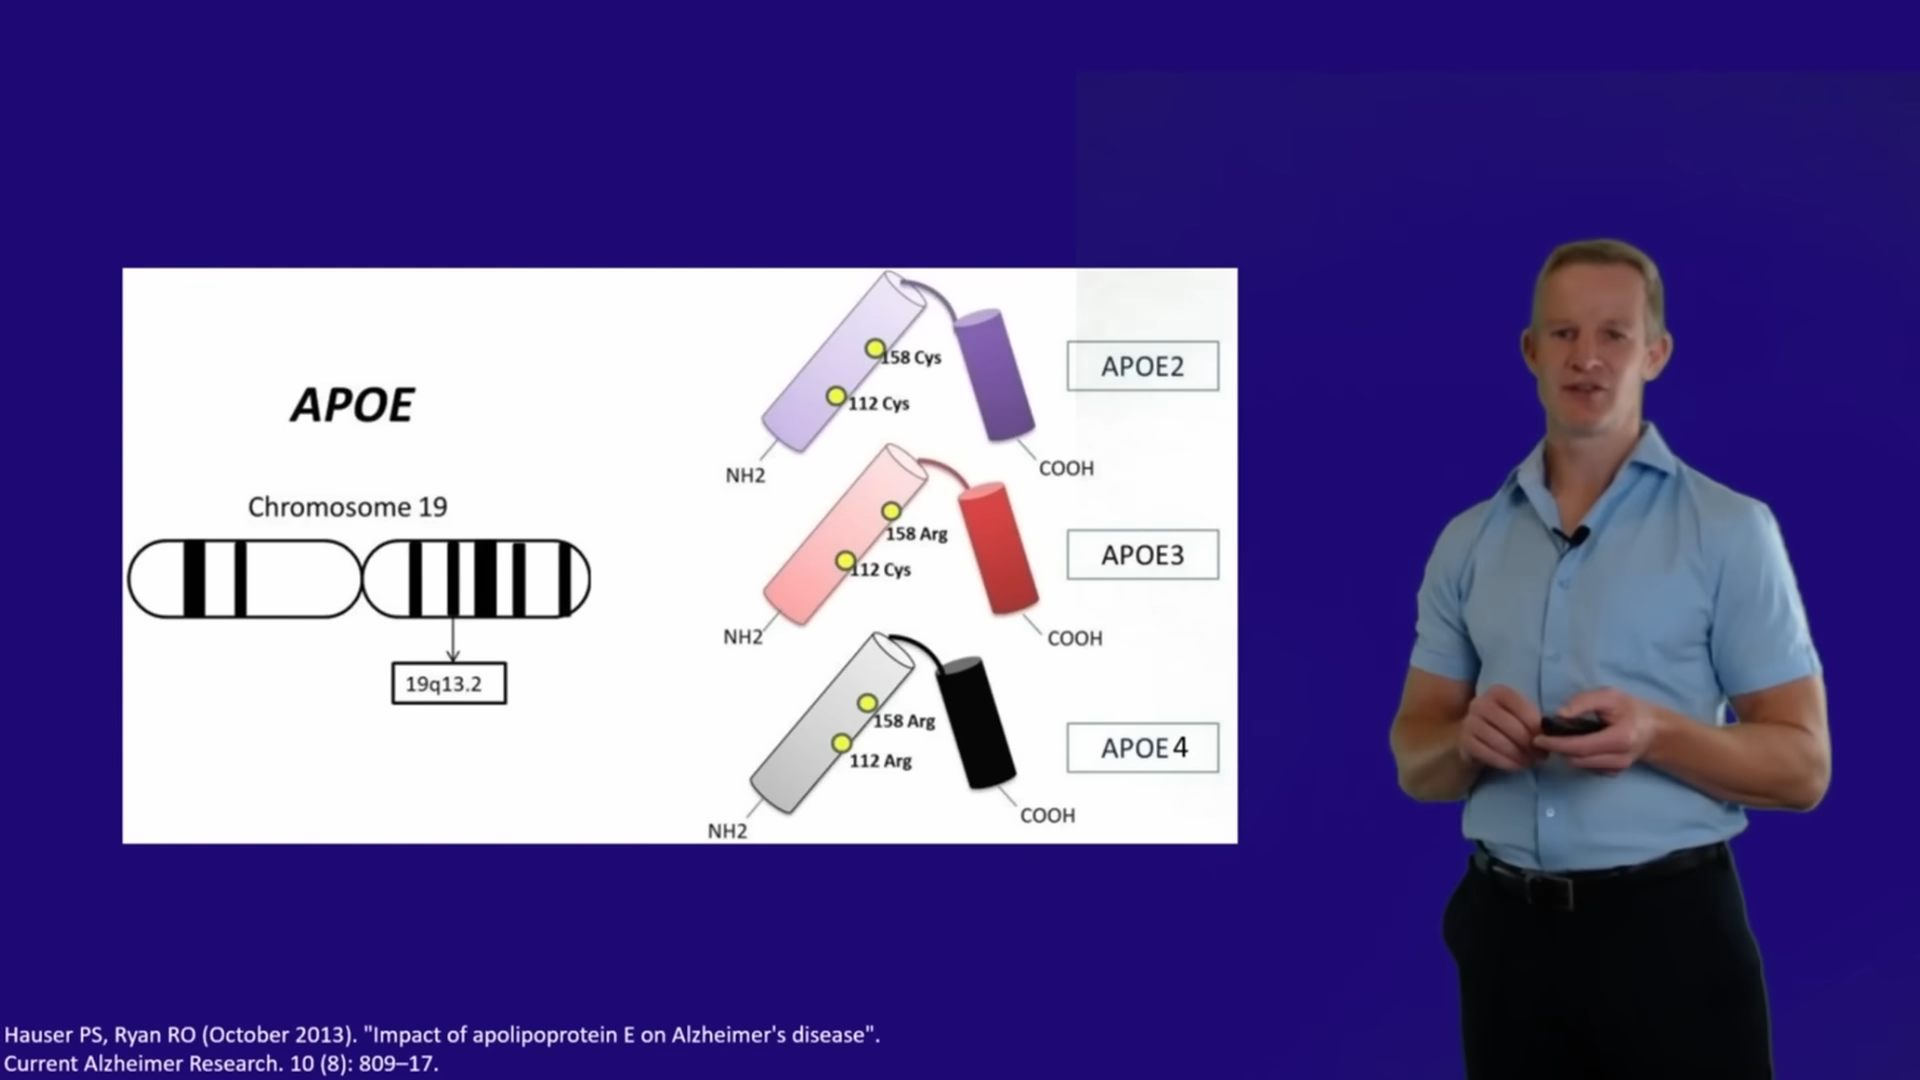 APOE
Chromosome 19
19q13.2
158 Cys
112 Cys
NH2
COOH
APOE2
158 Arg
112 Cys
NH2
COOH
APOE3
158 Arg
112 Arg
NH2
COOH
APOE4
Hauser PS, Ryan RO (October 2013). "Impact of apolipoprotein E on Alzheimer's disease".
Current Alzheimer Research. 10 (8): 809–17.